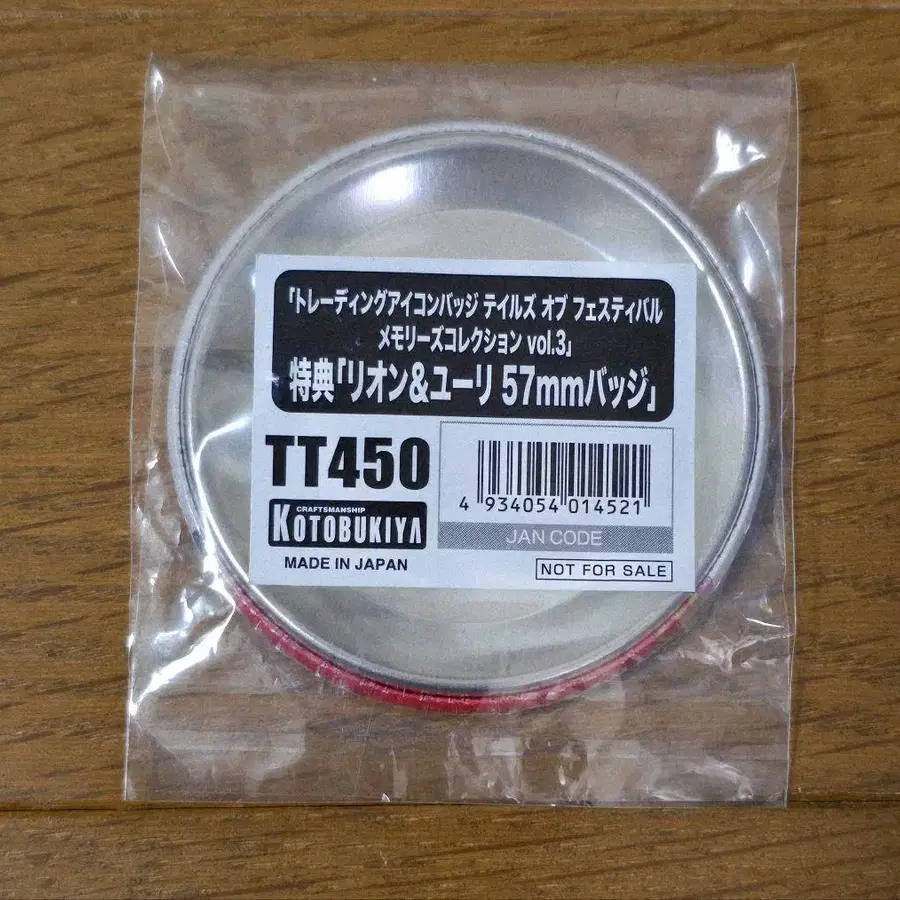 「トレーディングアイコンバッジ テイルズ オブ フェスティバル
メモリーズコレクション vol.3」
特典「リオン&ユーリ 57mmバッジ」
TT450
4 934054 014521
CRAFTSMANSHIP
KOTOBUKIYA
JAN CODE
MADE IN JAPAN
NOT FOR SALE